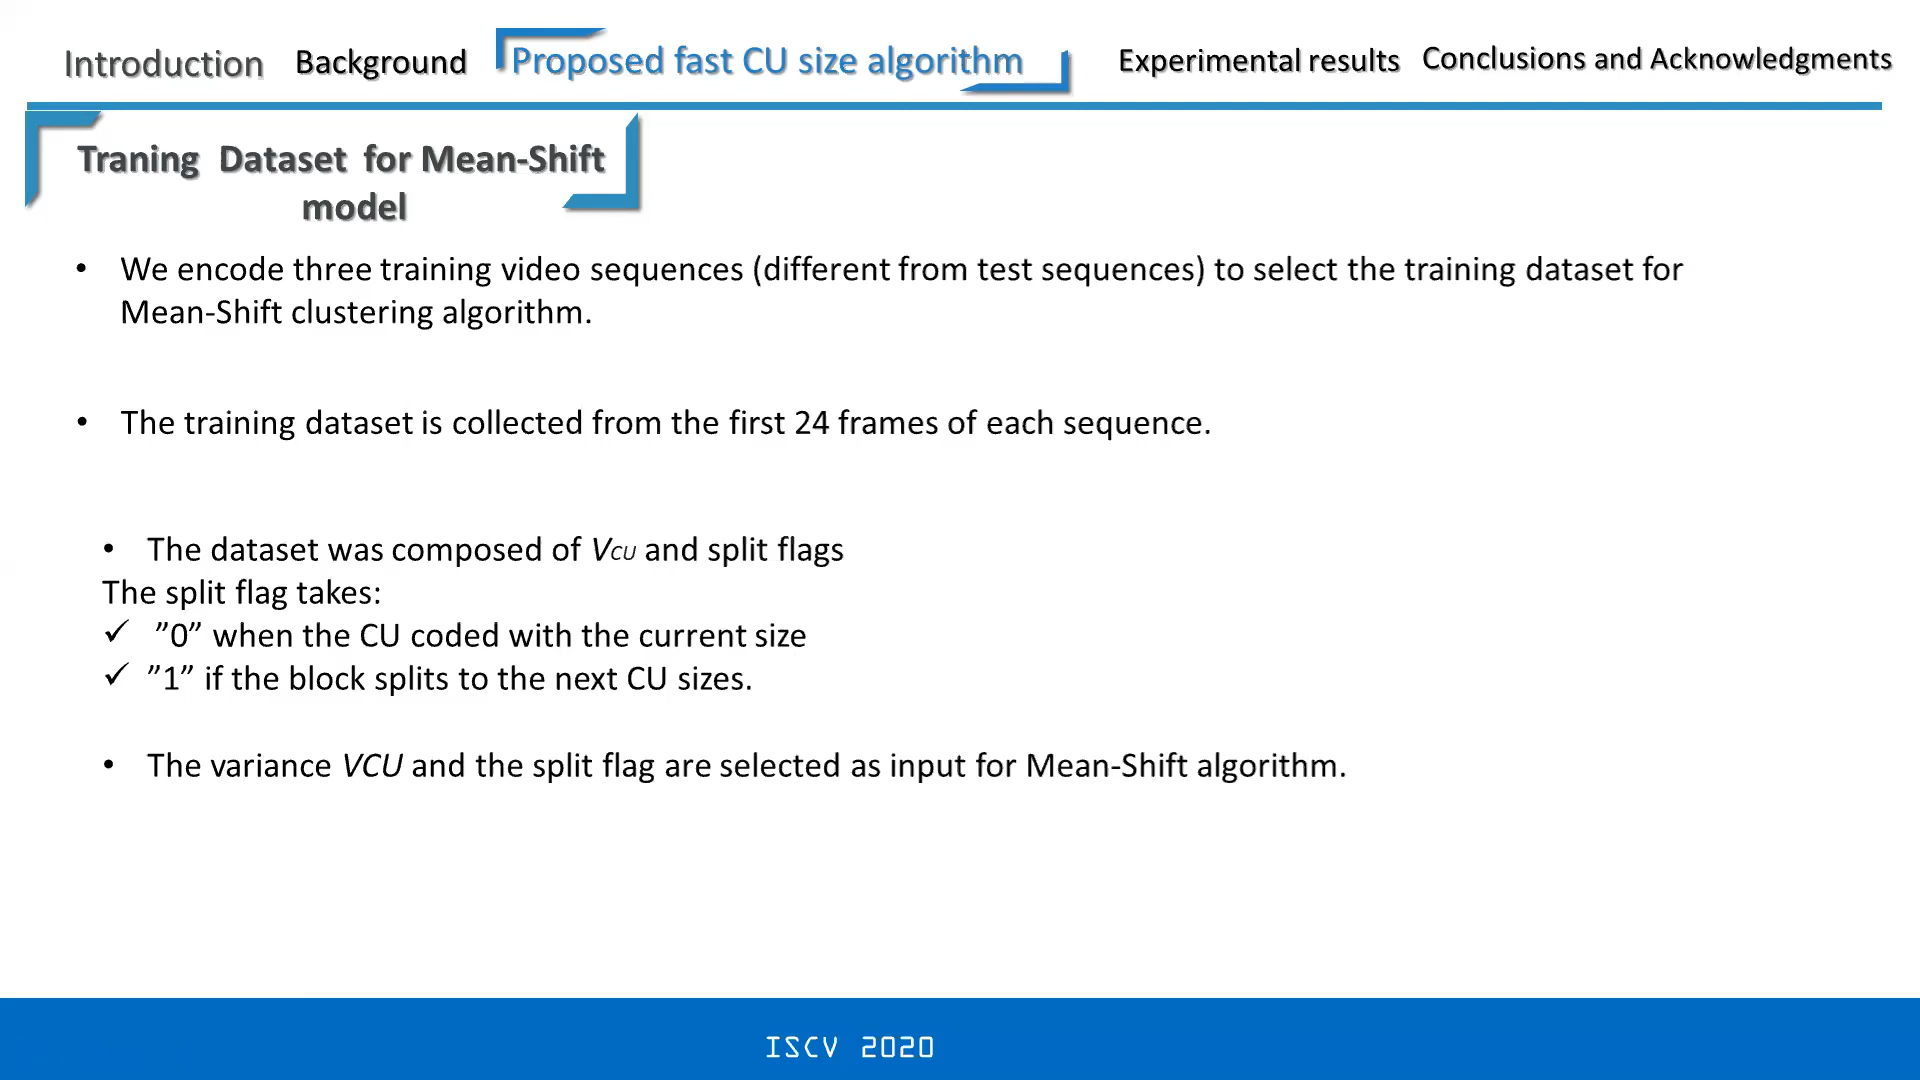 Introduction Background Proposed fast CU size algorithm Experimental results Conclusions and Acknowledgments
Traning Dataset for Mean-Shift
model
• We encode three training video sequences (different from test sequences) to select the training dataset for
Mean-Shift clustering algorithm.
• The training dataset is collected from the first 24 frames of each sequence.
• The dataset was composed of VCU and split flags
The split flag takes:
✓ ”0” when the CU coded with the current size
✓ ”1” if the block splits to the next CU sizes.
• The variance VCU and the split flag are selected as input for Mean-Shift algorithm.
ISCV 2020